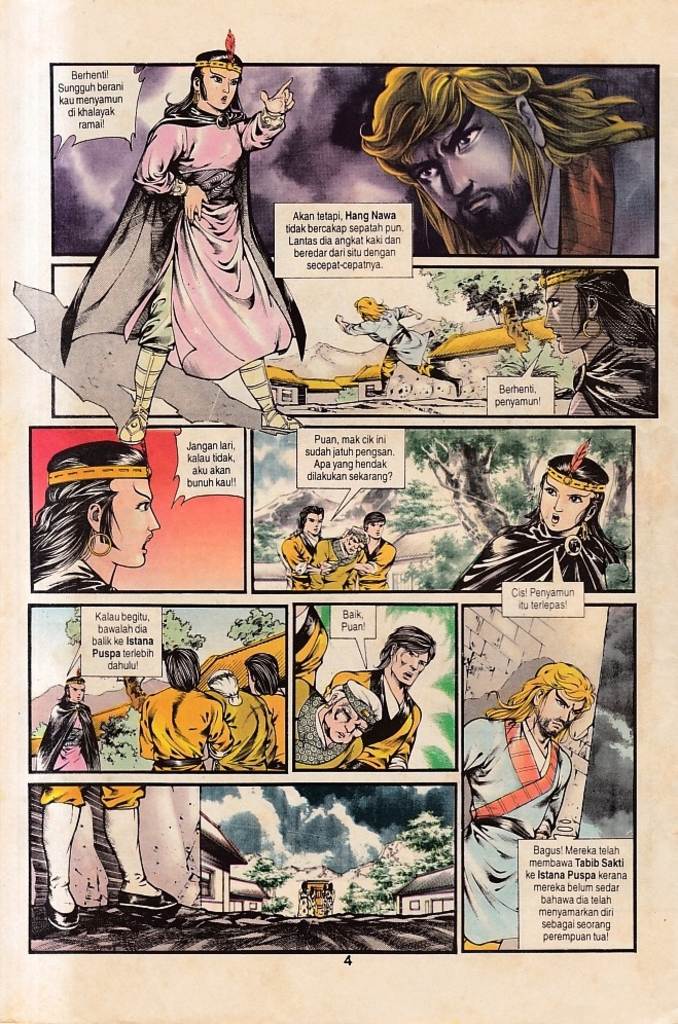 Berhenti!
Sungguh berani
kau menyamun
di khalayak
ramai!
Akan tetapi, Hang Nawa
tidak bercakap sepatah pun.
Lantas dia angkat kaki dan
beredar dari situ dengan
secepat-cepatnya.
Berhenti,
penyamun!
Jangan lari,
kalau tidak,
aku akan
bunuh kau!!
Puan, mak cik ini
sudah jatuh pengsan.
Apa yang hendak
dilakukan sekarang?
Cis! Penyamun
itu terlepas!
Kalau begitu,
bawalah dia
balik ke Istana
Puspa terlebih
dahulu!
Baik,
Puan!
Bagus! Mereka telah
membawa Tabib Sakti
ke Istana Puspa kerana
mereka belum sedar
bahawa dia telah
menyamarkan diri
sebagai seorang
perempuan tua!
4